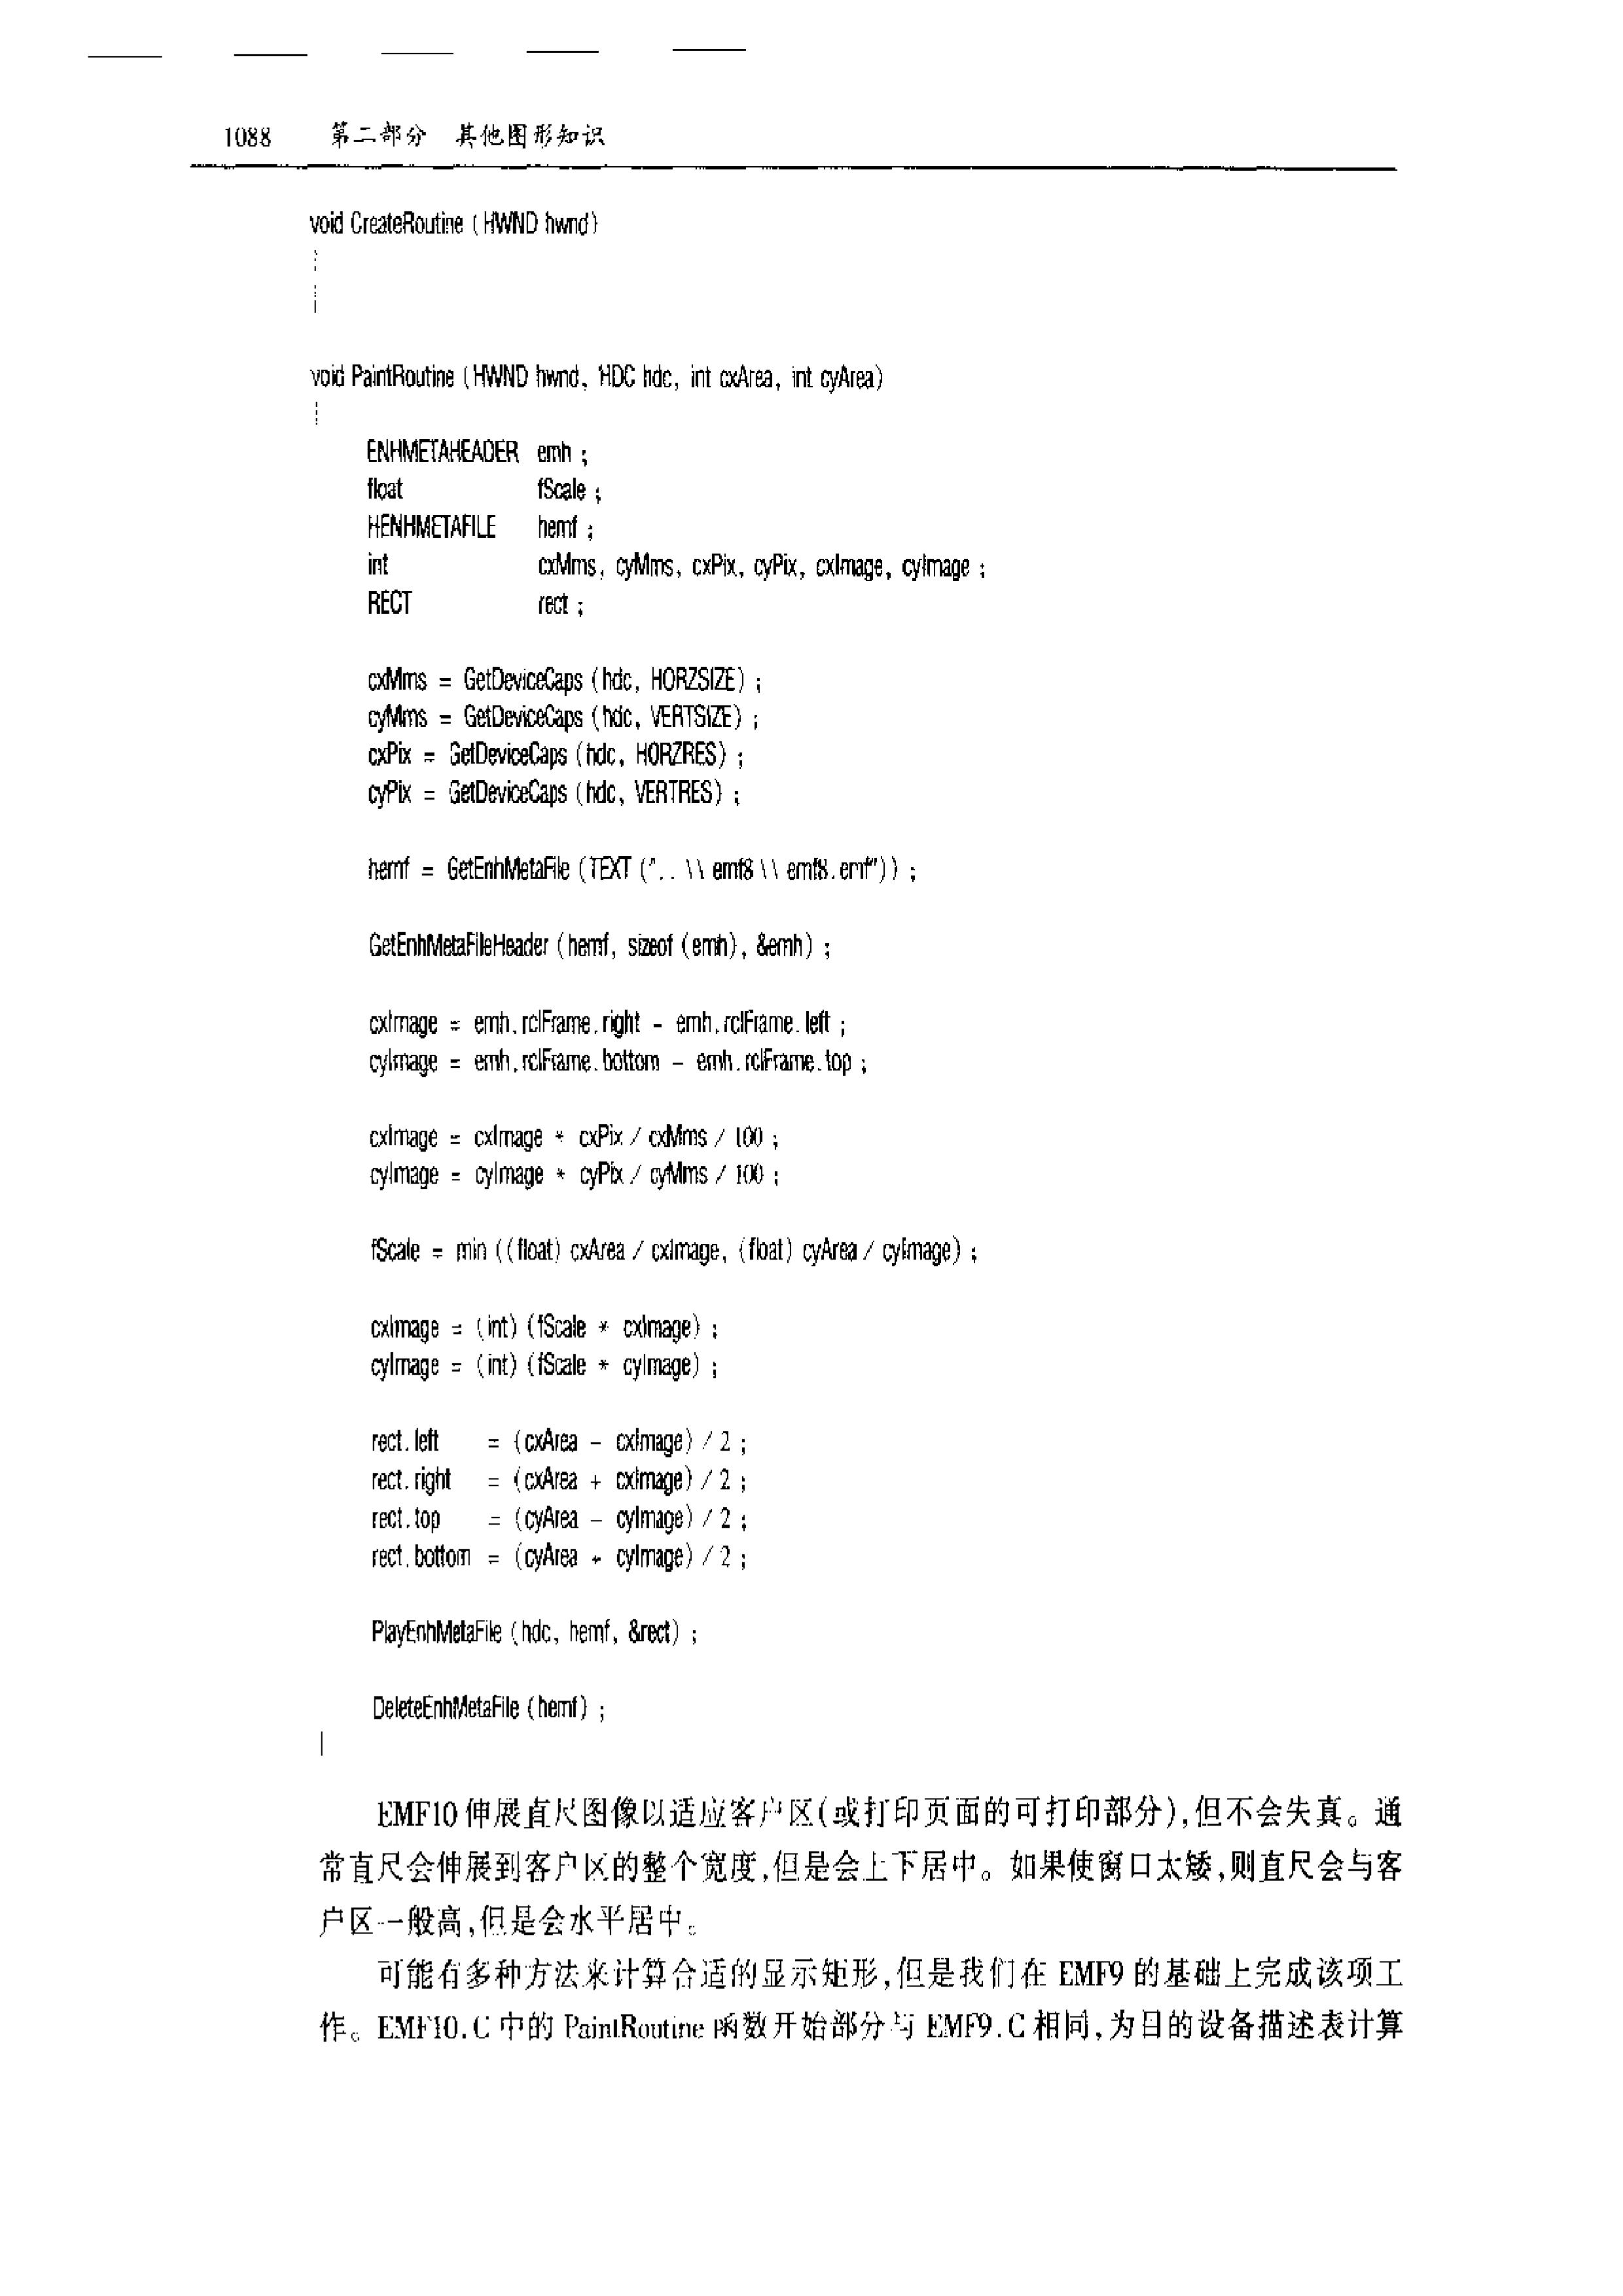 1088 第二部分 其他图形知识
void CreateRoutine (HWND hwnd)
{
}
void PaintRoutine (HWND hwnd, HDC hdc, int cxArea, int cyArea)
{
ENHMETAHEADER emh ;
float fScale ;
HENHMETAFILE hemf ;
int cxMms, cyMms, cxPix, cyPix, cxImage, cyImage ;
RECT rect ;
cxMms = GetDeviceCaps (hdc, HORZSIZE) ;
cyMms = GetDeviceCaps (hdc, VERTSIZE) ;
cxPix = GetDeviceCaps (hdc, HORZRES) ;
cyPix = GetDeviceCaps (hdc, VERTRES) ;
hemf = GetEnhMetaFile (TEXT (".. \\ emf8 \\ emf8.emf")) ;
GetEnhMetaFileHeader (hemf, sizeof (emh), &emh) ;
cxImage = emh.rclFrame.right - emh.rclFrame.left ;
cyImage = emh.rclFrame.bottom - emh.rclFrame.top ;
cxImage = cxImage * cxPix / cxMms / 100 ;
cyImage = cyImage * cyPix / cyMms / 100 ;
fScale = min ((float) cxArea / cxImage, (float) cyArea / cyImage) ;
cxImage = (int) (fScale * cxImage) ;
cyImage = (int) (fScale * cyImage) ;
rect.left = (cxArea - cxImage) / 2 ;
rect.right = (cxArea + cxImage) / 2 ;
rect.top = (cyArea - cyImage) / 2 ;
rect.bottom = (cyArea + cyImage) / 2 ;
PlayEnhMetaFile (hdc, hemf, &rect) ;
DeleteEnhMetaFile (hemf) ;
}
EMF10 伸展直尺图像以适应客户区(或打印页面的可打印部分),但不会失真。通
常直尺会伸展到客户区的整个宽度,但是会上下居中。如果使窗口太矮,则直尺会与客
户区一般高,但是会水平居中。
可能有多种方法来计算合适的显示矩形,但是我们在 EMF9 的基础上完成该项工
作。EMF10.C 中的 PaintRoutine 函数开始部分与 EMF9.C 相同,为目的设备描述表计算